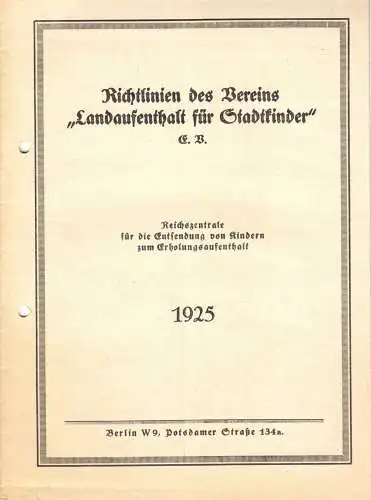 Richtlinien des Vereins
„Landaufenthalt für Stadtkinder“
E. V.
Reichszentrale
für die Entsendung von Kindern
zum Erholungsaufenthalt
1925
Berlin W 9, Potsdamer Straße 134a.